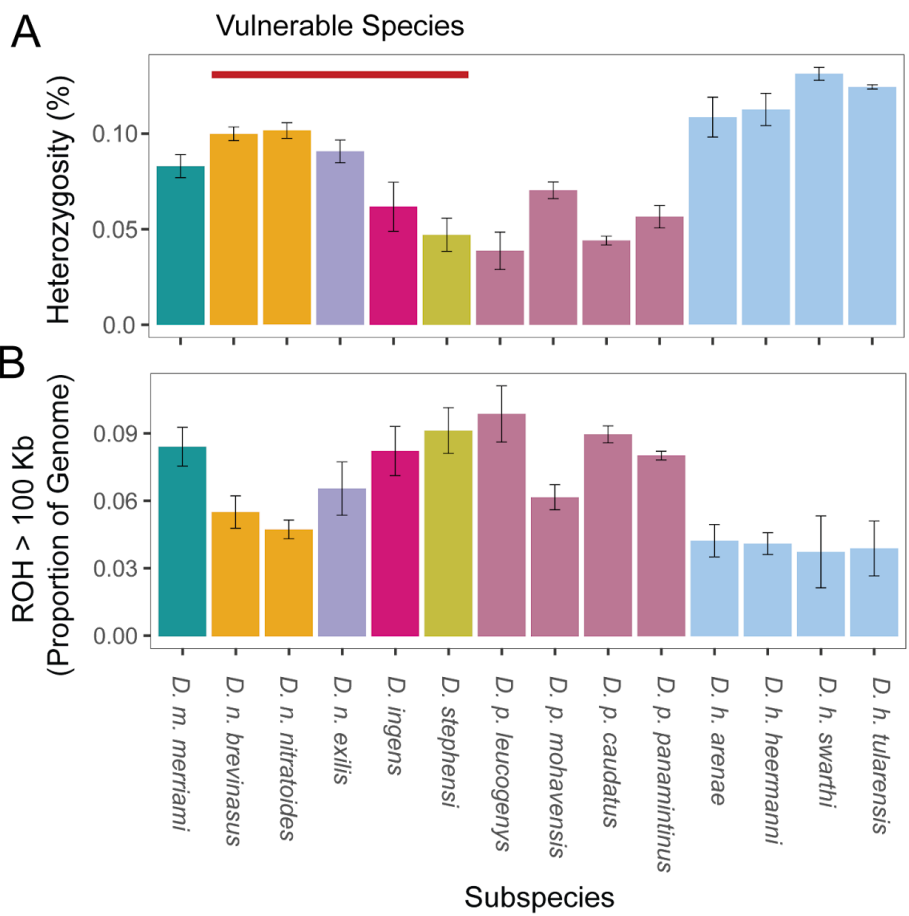 A
Vulnerable Species
Heterozygosity (%)
0.10
0.05
0.0
B
ROH > 100 Kb
(Proportion of Genome)
0.09
0.06
0.03
0.00
D. m. merriami
D. n. brevinasus
D. n. nitratoides
D. n. exilis
D. ingens
D. stephensi
D. p. leucogenys
D. p. mohavensis
D. p. caudatus
D. p. panamintinus
D. h. arenae
D. h. heermanni
D. h. swarthi
D. h. tularensis
Subspecies